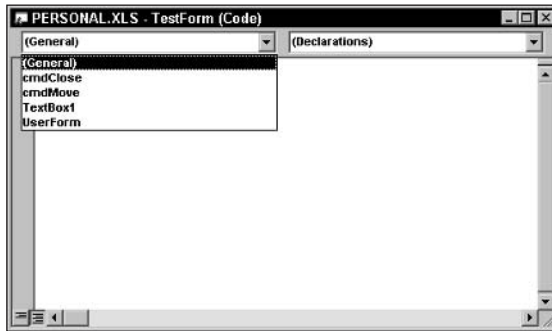 PERSONAL.XLS - TestForm (Code)
(General) (Declarations)
(General)
cmdClose
cmdMove
TextBox1
UserForm